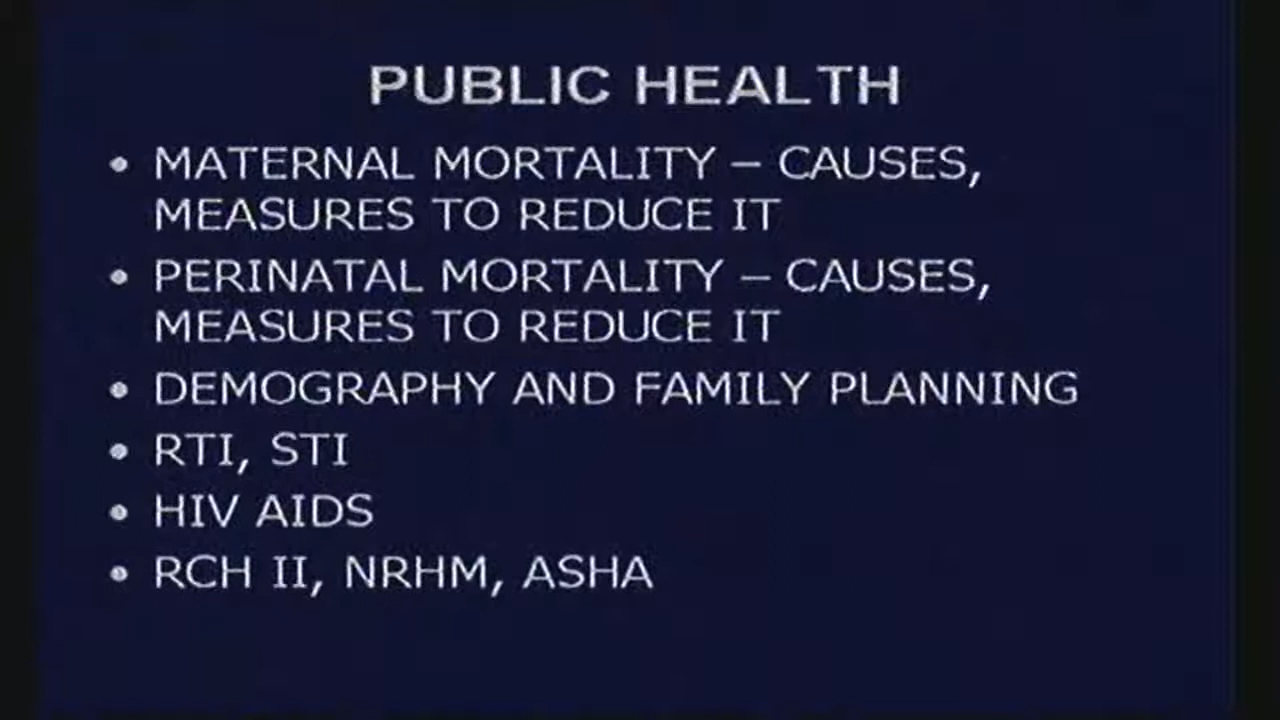 PUBLIC HEALTH
• MATERNAL MORTALITY – CAUSES,
MEASURES TO REDUCE IT
• PERINATAL MORTALITY – CAUSES,
MEASURES TO REDUCE IT
• DEMOGRAPHY AND FAMILY PLANNING
• RTI, STI
• HIV AIDS
• RCH II, NRHM, ASHA